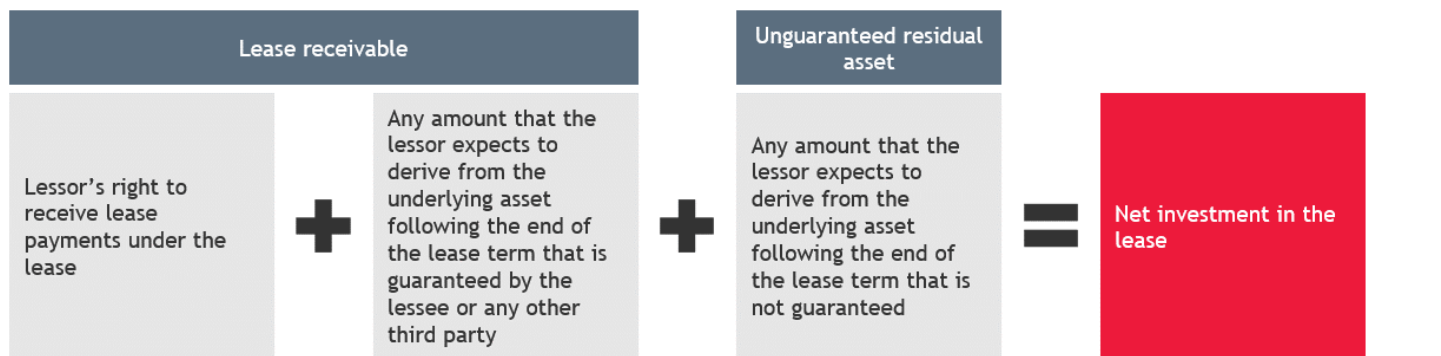 Lease receivable
Unguaranteed residual
asset
Lessor’s right to
receive lease
payments under the
lease
Any amount that the
lessor expects to
derive from the
underlying asset
following the end of
the lease term that is
guaranteed by the
lessee or any other
third party
Any amount that the
lessor expects to
derive from the
underlying asset
following the end of
the lease term that is
not guaranteed
Net investment in the
lease